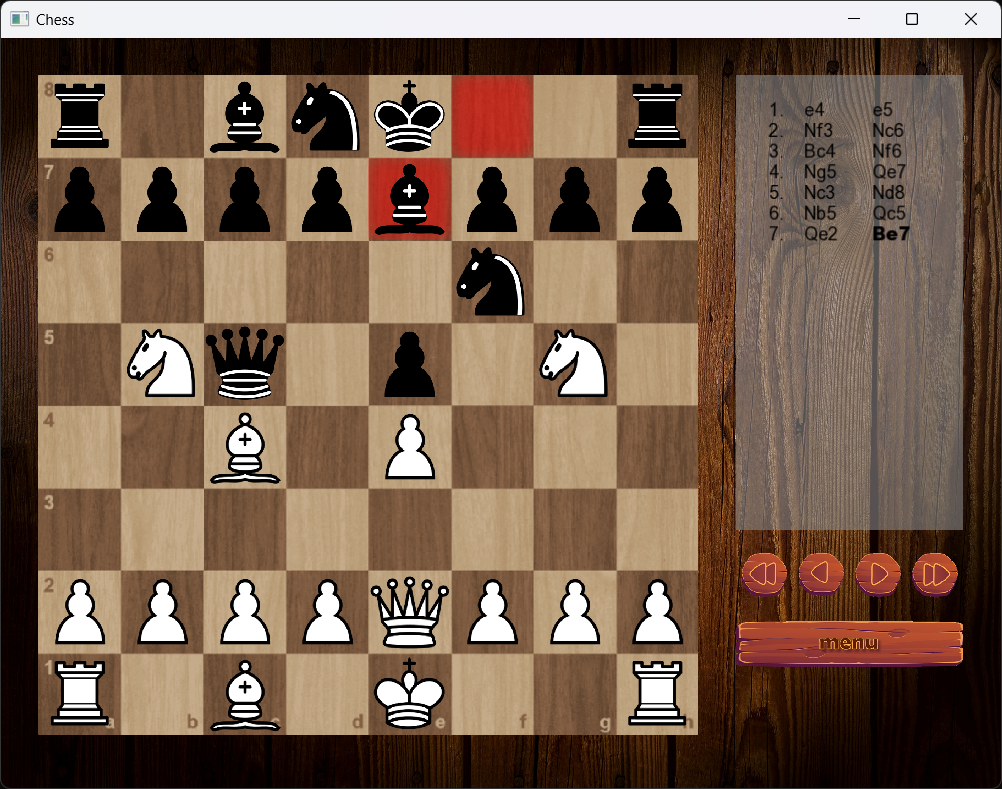 Chess
8
7
6
5
4
3
2
1
a b c d e f g h
1. e4 e5
2. Nf3 Nc6
3. Bc4 Nf6
4. Ng5 Qe7
5. Nc3 Nd8
6. Nb5 Qc5
7. Qe2 Be7
menu